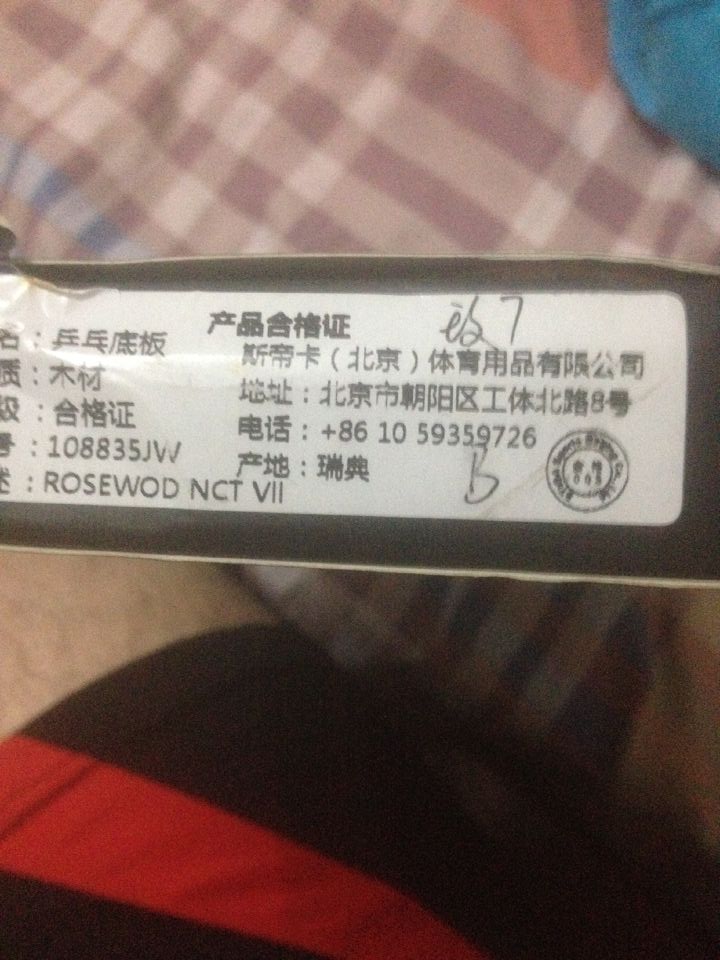 产品合格证
名：乒乓底板
质：木材
级：合格证
号：108835JW
述：ROSEWOD NCT VII
斯帝卡（北京）体育用品有限公司
地址：北京市朝阳区工体北路8号
电话：+86 10 59359726
产地：瑞典
7
B
合格